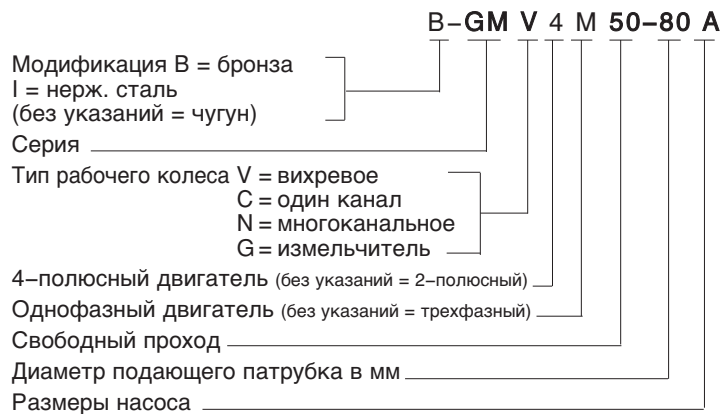 B–GM V 4 M 50–80 A
Модификация B = бронза
I = нерж. сталь
(без указаний = чугун)
Серия
Тип рабочего колеса V = вихревое
C = один канал
N = многоканальное
G = измельчитель
4–полюсный двигатель (без указаний = 2–полюсный)
Однофазный двигатель (без указаний = трехфазный)
Свободный проход
Диаметр подающего патрубка в мм
Размеры насоса